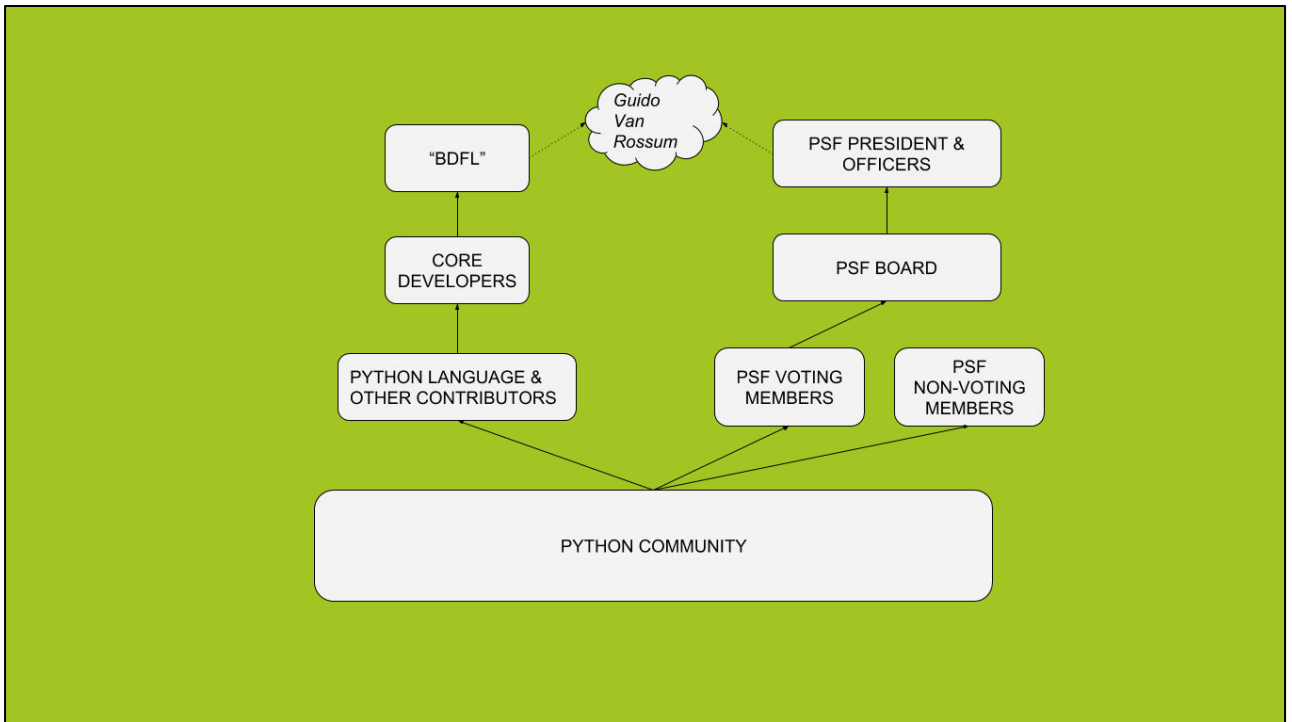 Guido
Van
Rossum
“BDFL”
PSF PRESIDENT &
OFFICERS
CORE
DEVELOPERS
PSF BOARD
PYTHON LANGUAGE &
OTHER CONTRIBUTORS
PSF VOTING
MEMBERS
PSF
NON-VOTING
MEMBERS
PYTHON COMMUNITY